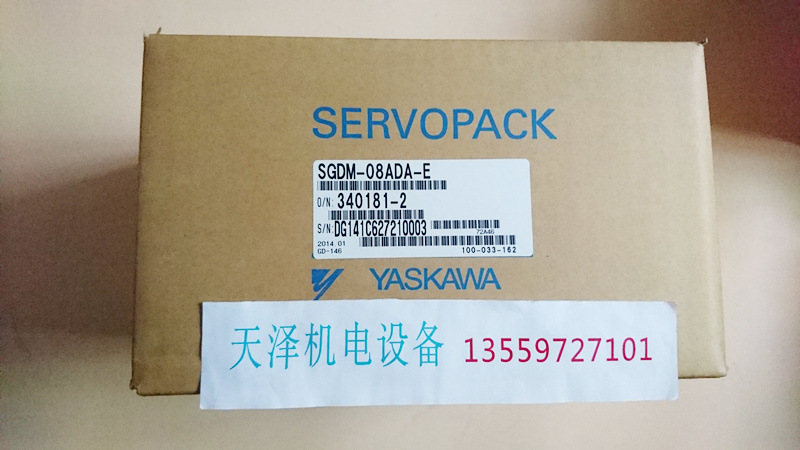 SERVOPACK
SGDM-08ADA-E
O/N: 340181-2
S/N: DG141C627210003
72A46
2014.01
GD-146 100-033-162
YASKAWA
天泽机电设备 13559727101